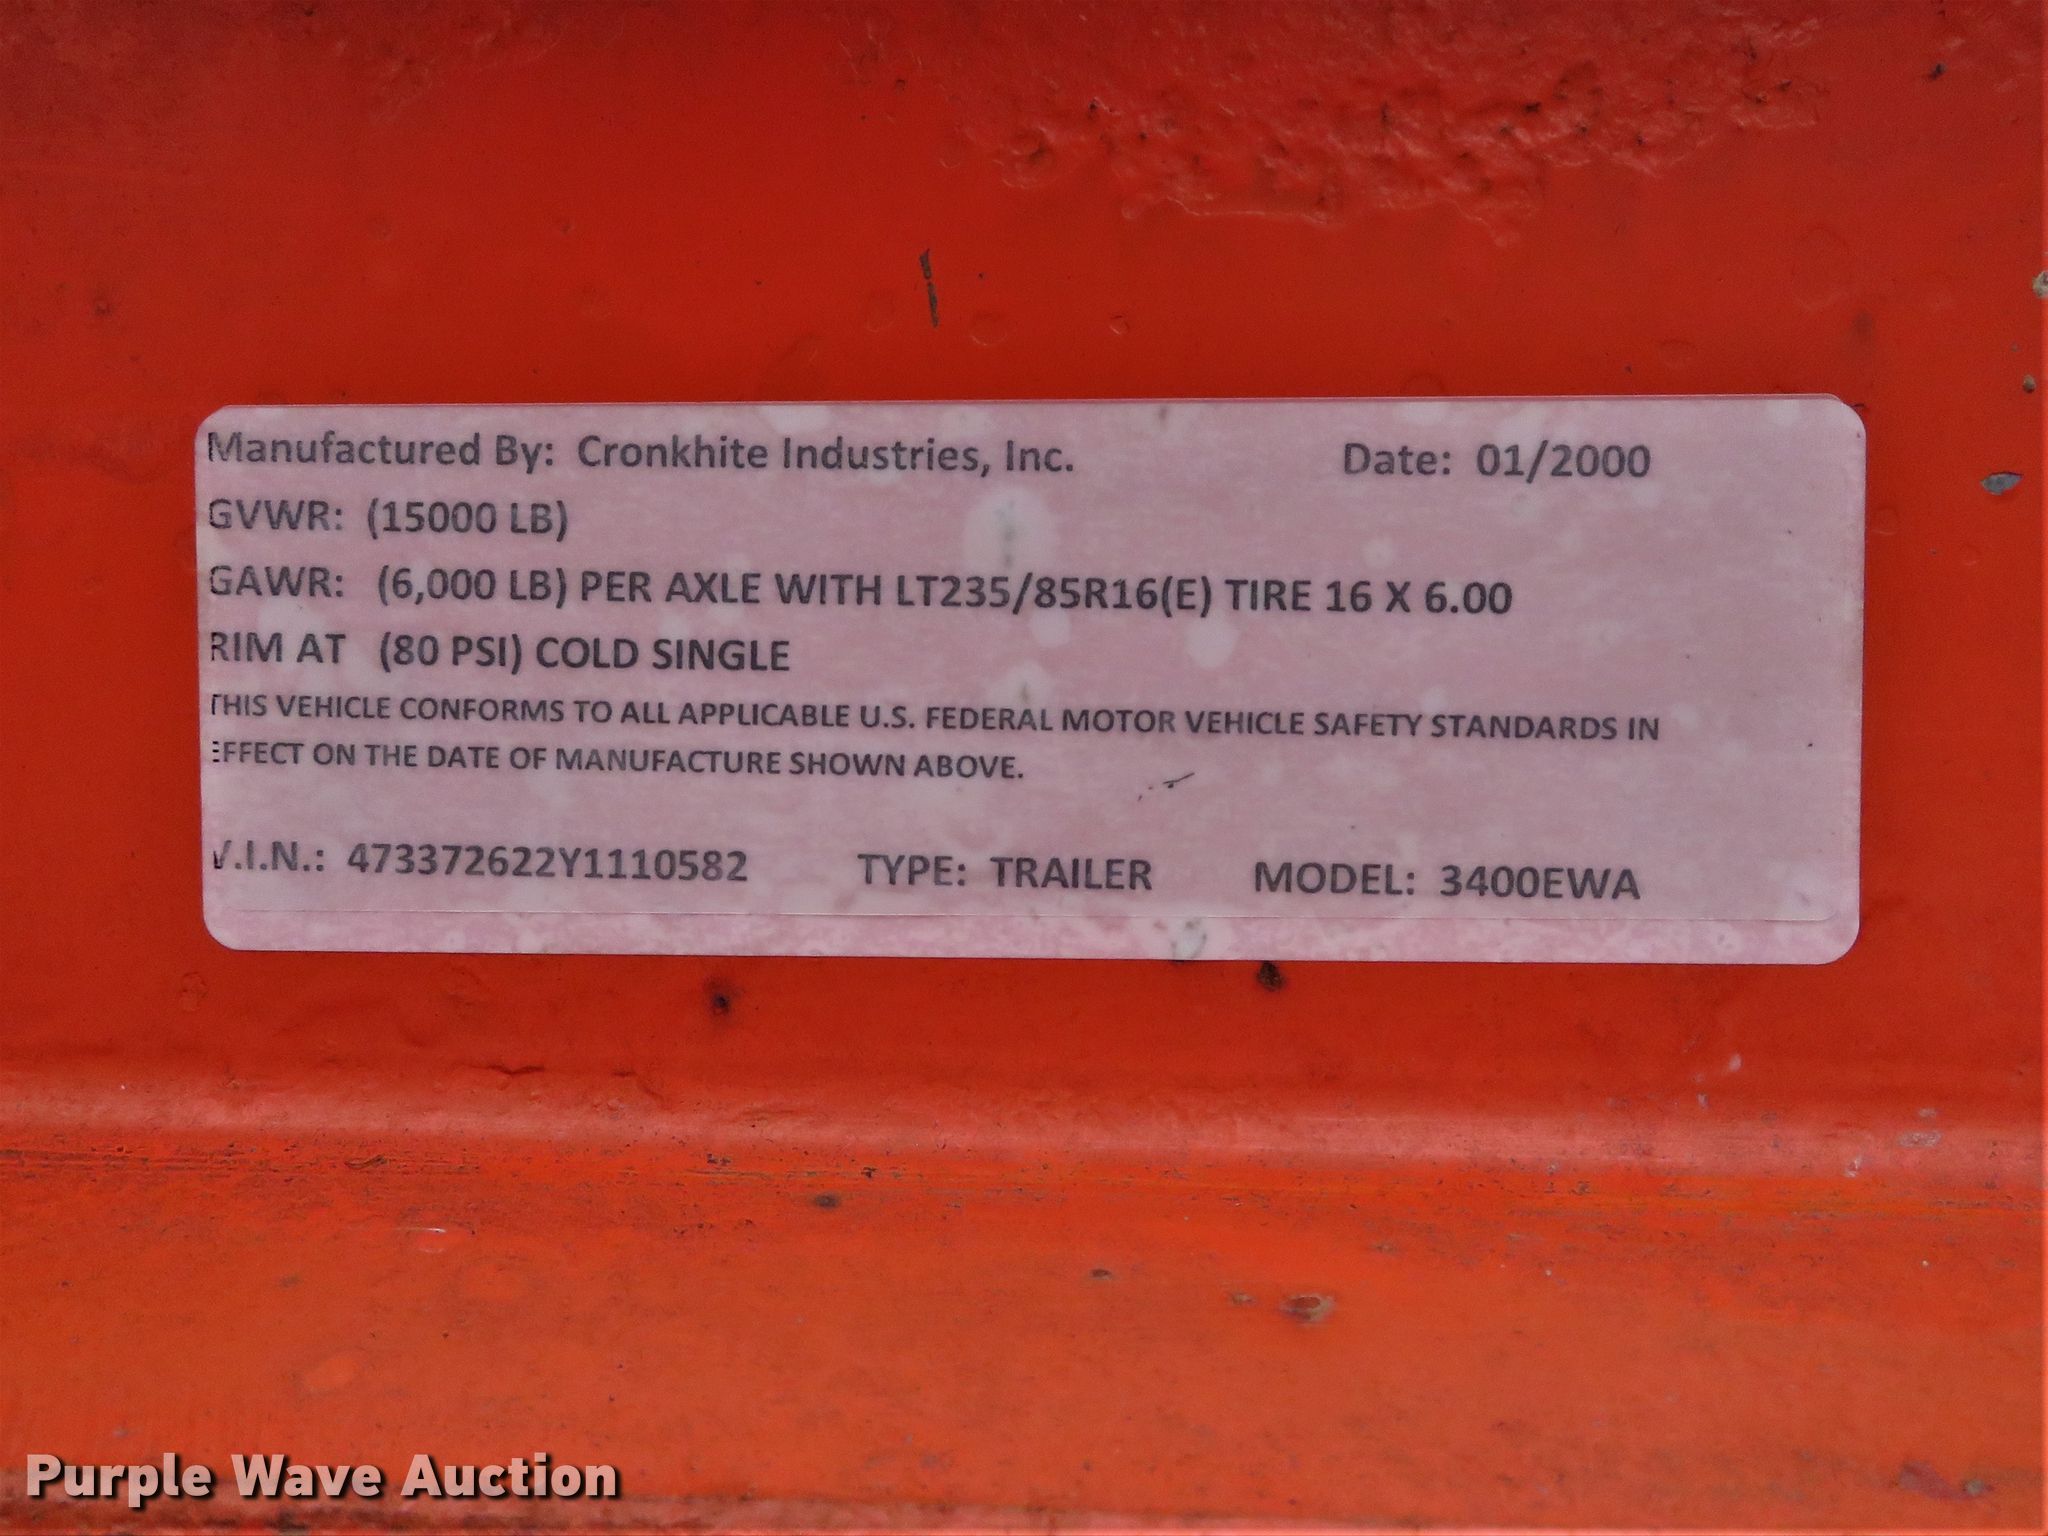 Manufactured By: Cronkhite Industries, Inc. Date: 01/2000
GVWR: (15000 LB)
GAWR: (6,000 LB) PER AXLE WITH LT235/85R16(E) TIRE 16 X 6.00
RIM AT (80 PSI) COLD SINGLE
THIS VEHICLE CONFORMS TO ALL APPLICABLE U.S. FEDERAL MOTOR VEHICLE SAFETY STANDARDS IN
EFFECT ON THE DATE OF MANUFACTURE SHOWN ABOVE.
V.I.N.: 473372622Y1110582 TYPE: TRAILER MODEL: 3400EWA
Purple Wave Auction